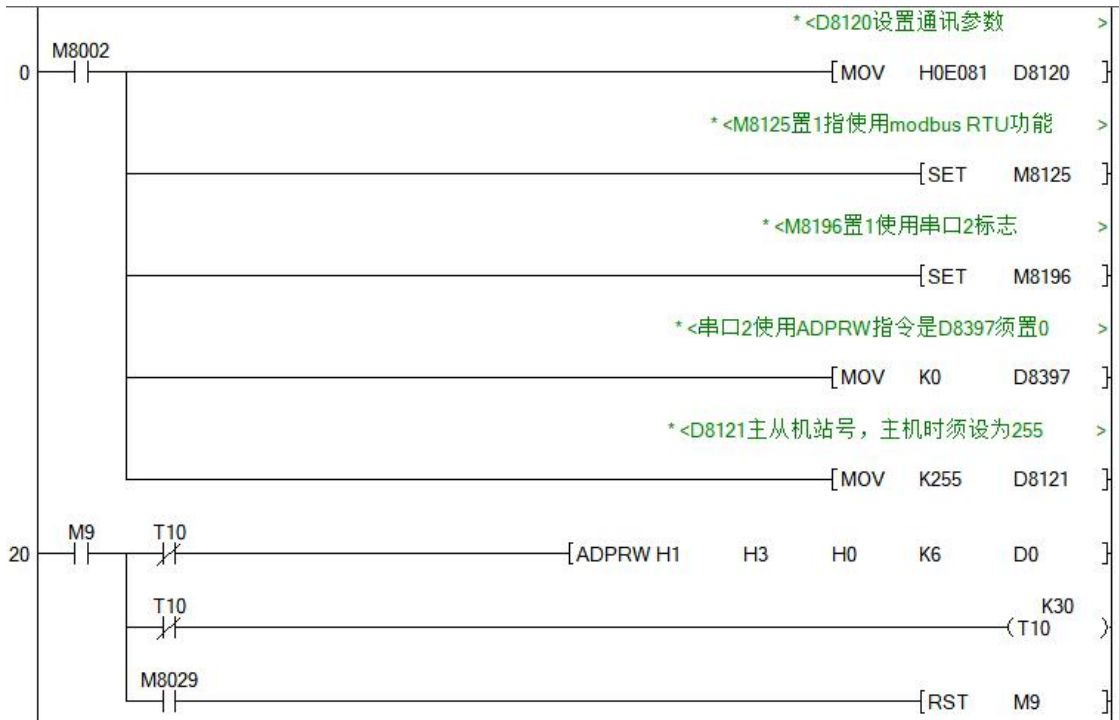 * <D8120设置通讯参数 >
M8002
0 [MOV H0E081 D8120 ]
* <M8125置1指使用modbus RTU功能 >
[SET M8125 ]
* <M8196置1使用串口2标志 >
[SET M8196 ]
* <串口2使用ADPRW指令是D8397须置0 >
[MOV K0 D8397 ]
* <D8121主从机站号，主机时须设为255 >
[MOV K255 D8121 ]
M9 T10
20 [ADPRW H1 H3 H0 K6 D0 ]
T10 K30
(T10 )
M8029
[RST M9 ]